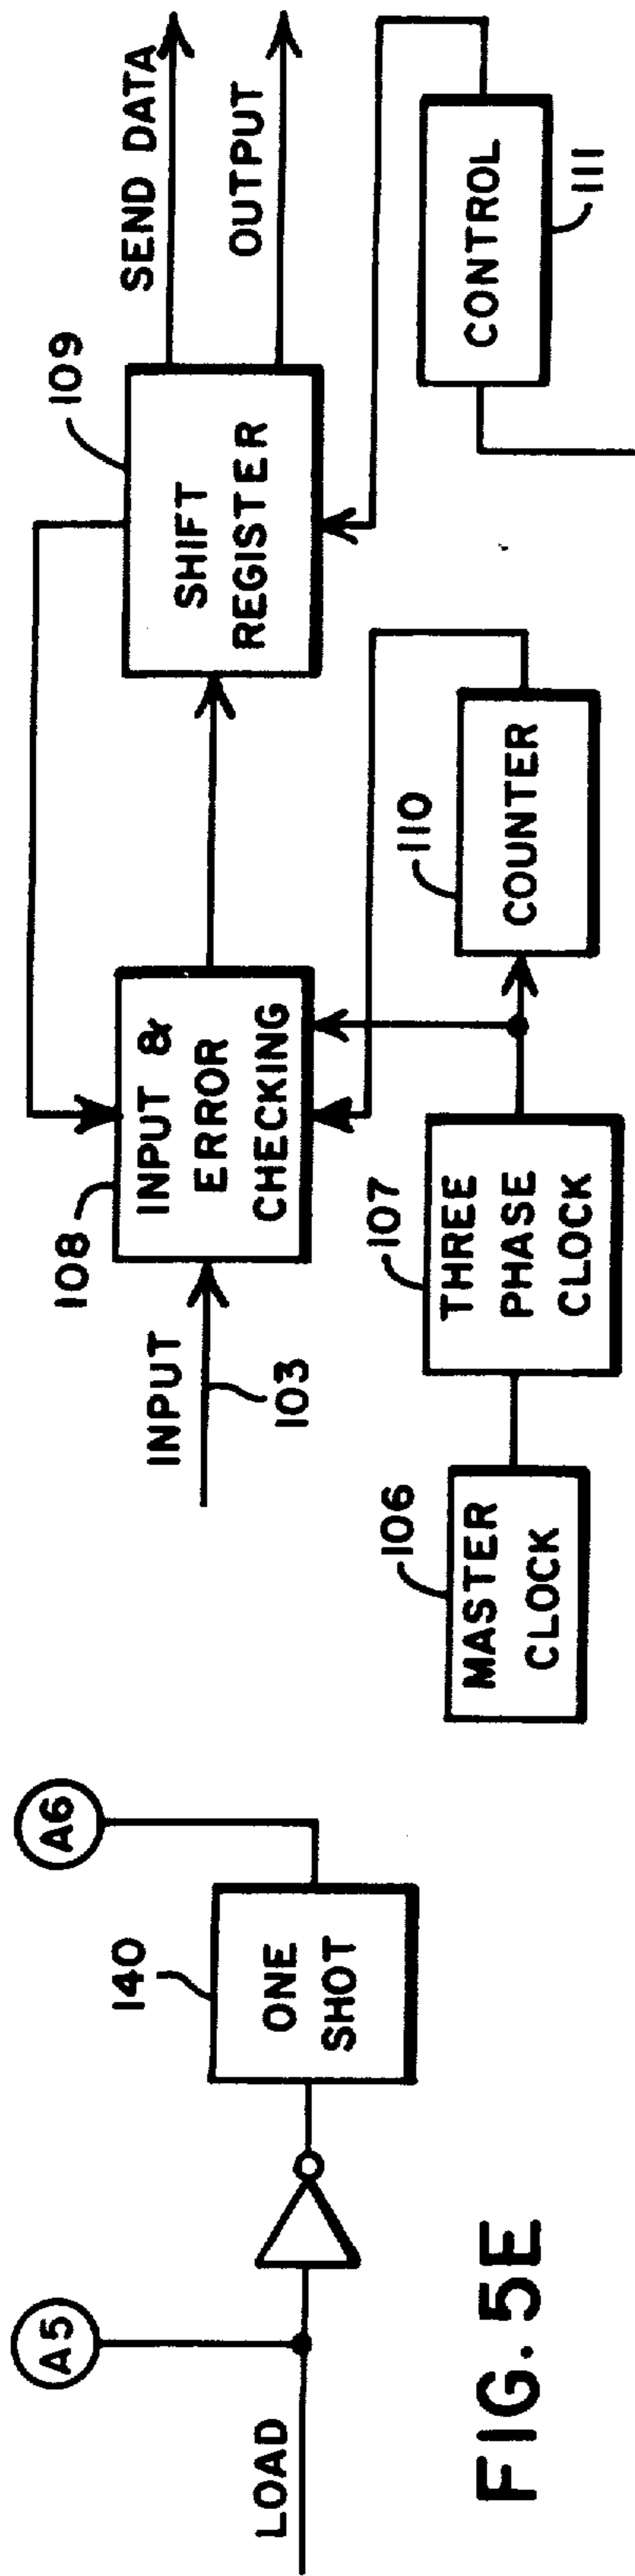 A5
LOAD
A6
140
ONE
SHOT
FIG. 5E
INPUT
103
108
INPUT &
ERROR
CHECKING
109
SHIFT
REGISTER
SEND DATA
OUTPUT
106
MASTER
CLOCK
107
THREE
PHASE
CLOCK
110
COUNTER
CONTROL
111